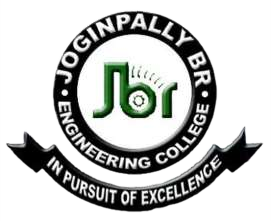 JOGINPALLY BR
Jbr
ENGINEERING COLLEGE
IN PURSUIT OF EXCELLENCE